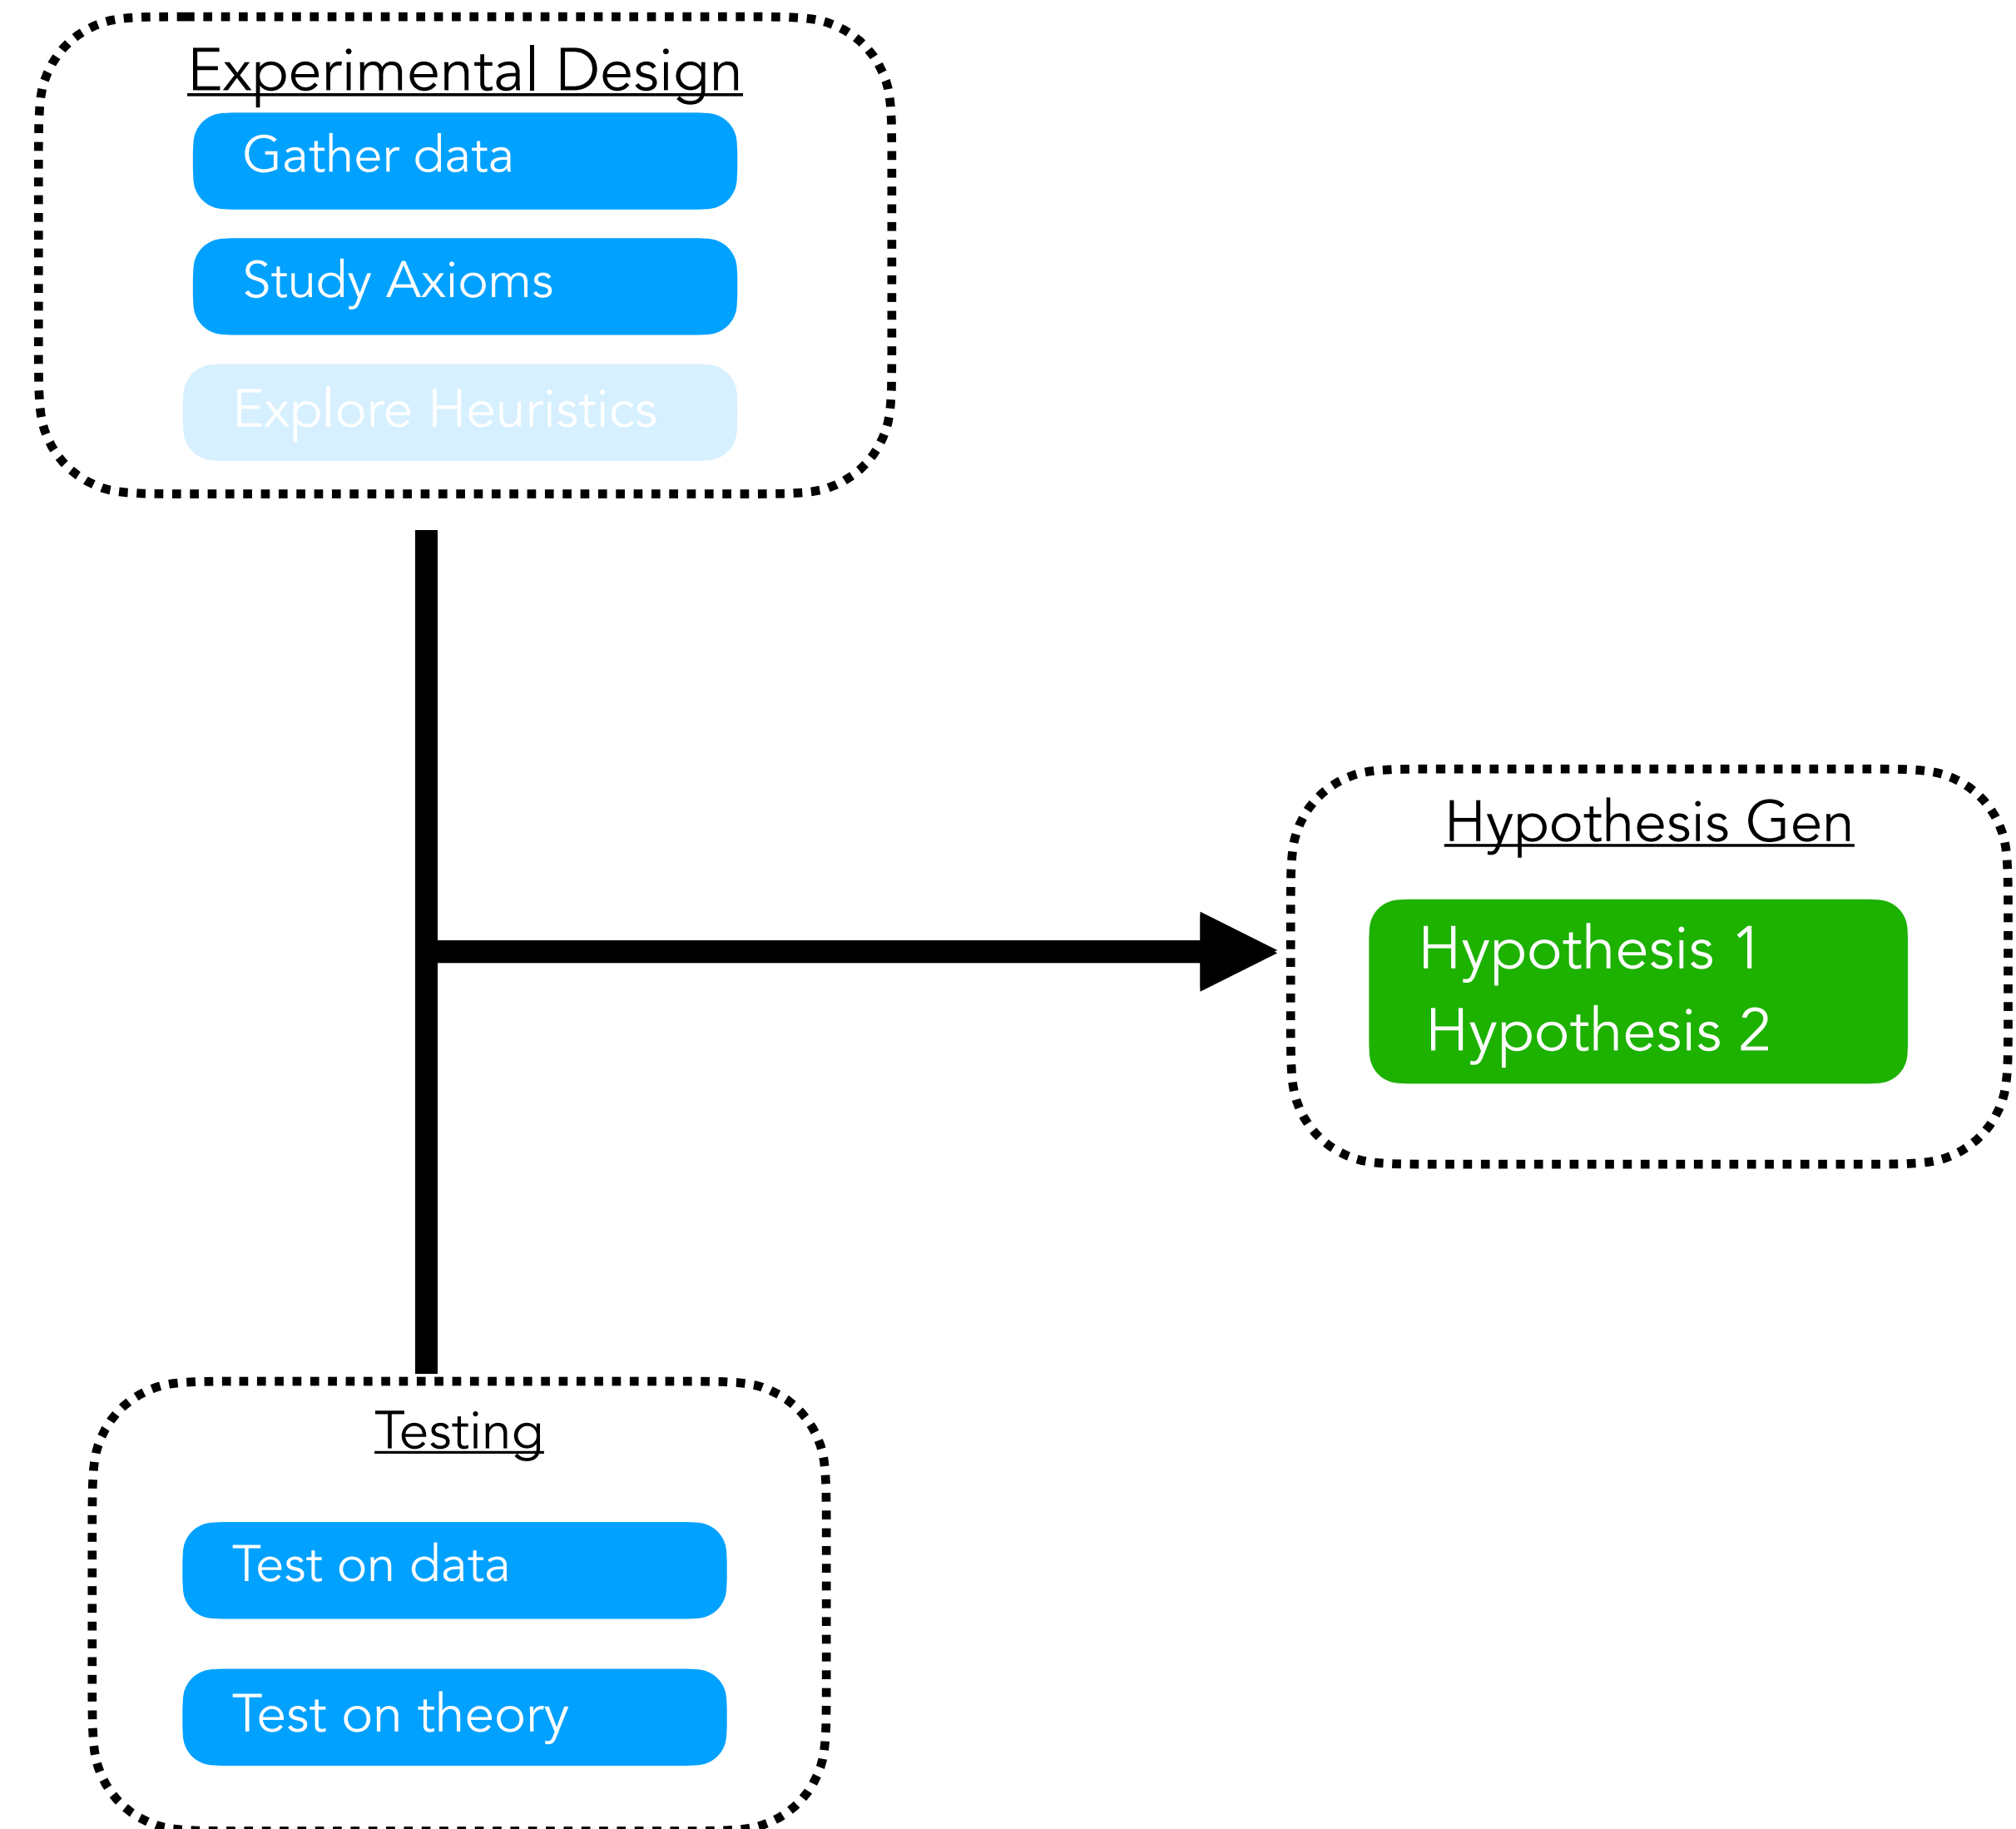 Experimental Design
Gather data
Study Axioms
Explore Heuristics
Hypothesis Gen
Hypothesis 1
Hypothesis 2
Testing
Test on data
Test on theory